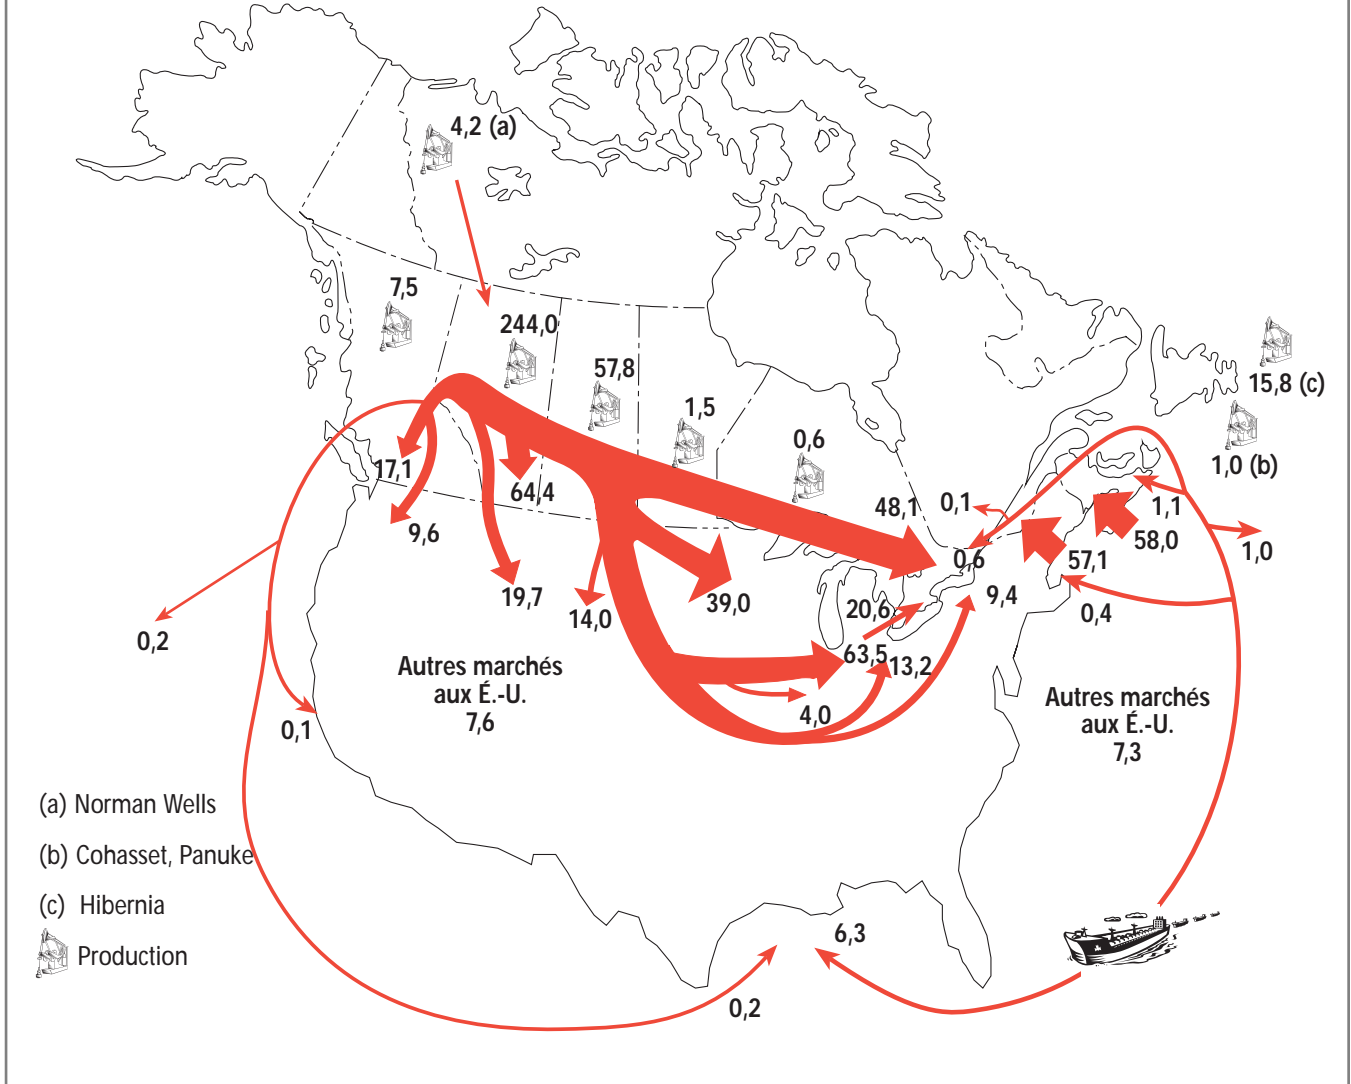 4,2 (a)
7,5
244,0
57,8
15,8 (c)
1,5
0,6
1,0 (b)
17,1
64,4
48,1
0,1
1,1
9,6
58,0
1,0
0,6
57,1
19,7
39,0
9,4
14,0
20,6
0,4
0,2
63,5
13,2
Autres marchés
aux É.-U.
7,6
4,0
Autres marchés
aux É.-U.
7,3
0,1
(a) Norman Wells
(b) Cohasset, Panuke
(c) Hibernia
6,3
Production
0,2